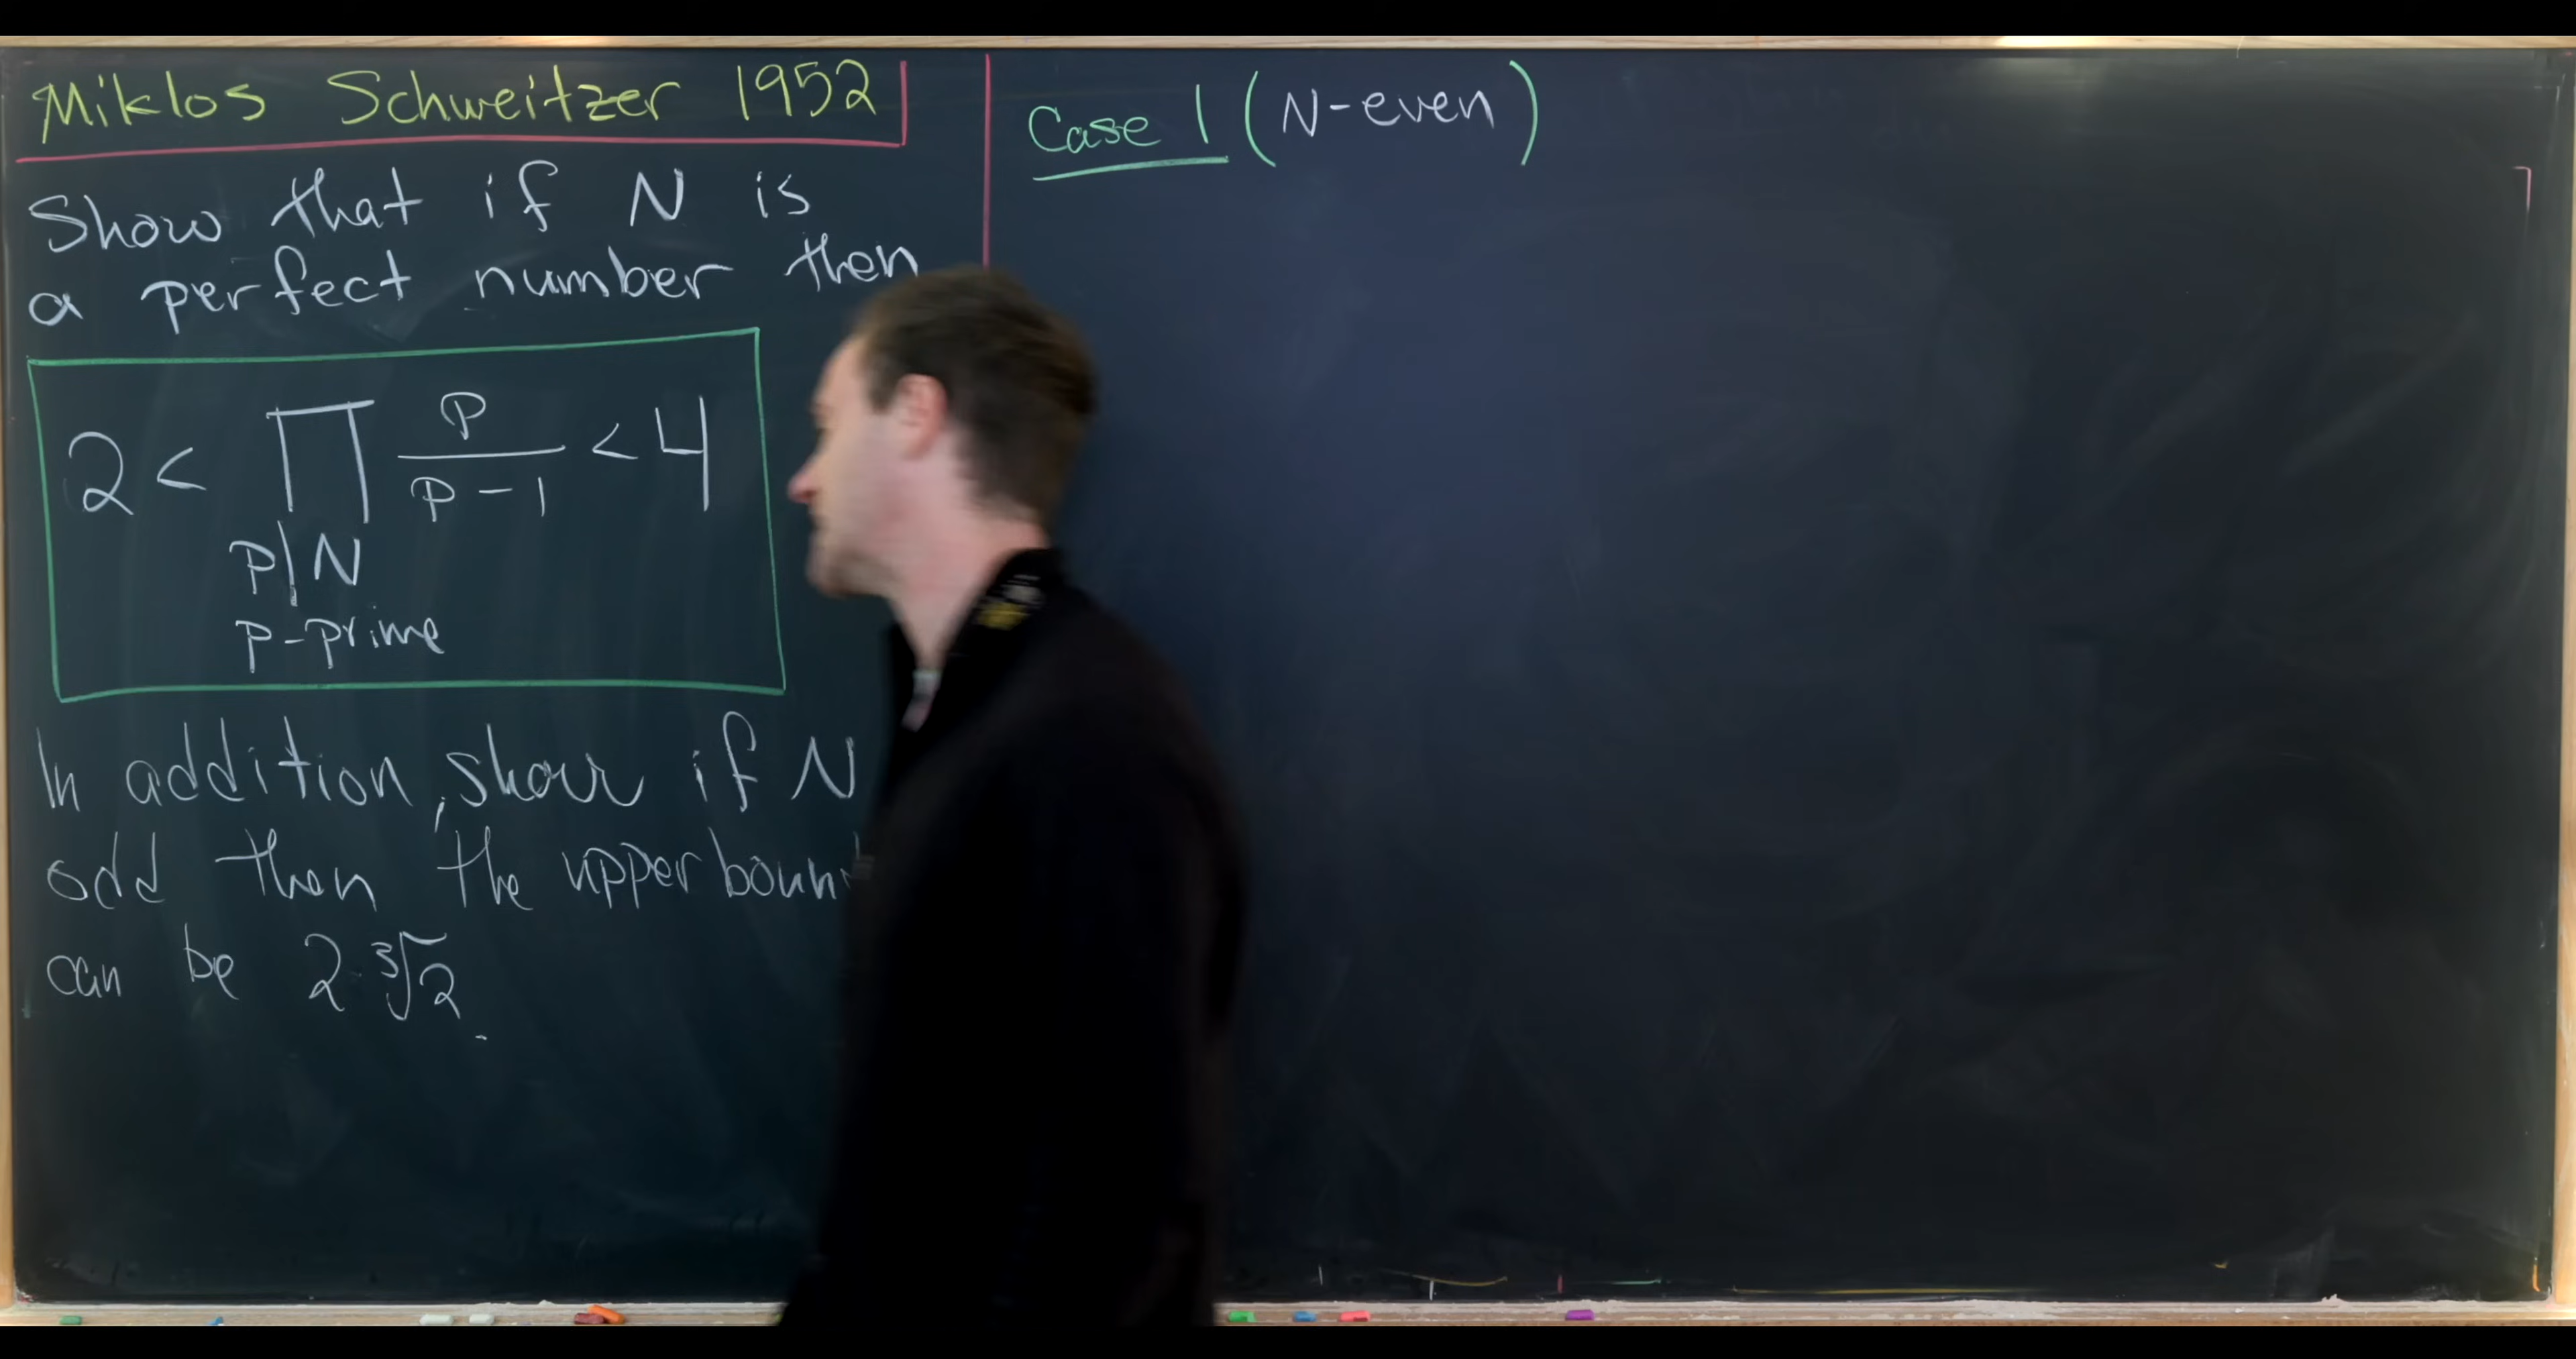 Miklos Schweitzer 1952
Show that if N is
a perfect number then
2 < ∏ p/(p-1) < 4
p|N
p-prime
In addition, show if N
odd then the upper
can be 2·∛2.
Case 1 (N-even)